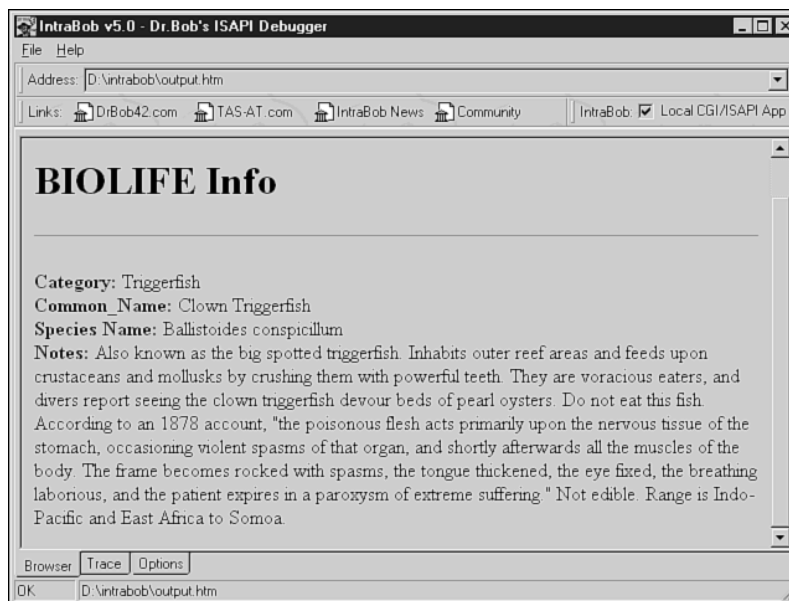 IntraBob v5.0 - Dr.Bob's ISAPI Debugger
File Help
Address: D:\intrabob\output.htm
Links: DrBob42.com TAS-AT.com IntraBob News Community IntraBob: Local CGI/ISAPI App
BIOLIFE Info
Category: Triggerfish
Common_Name: Clown Triggerfish
Species Name: Ballistoides conspicillum
Notes: Also known as the big spotted triggerfish. Inhabits outer reef areas and feeds upon
crustaceans and mollusks by crushing them with powerful teeth. They are voracious eaters, and
divers report seeing the clown triggerfish devour beds of pearl oysters. Do not eat this fish.
According to an 1878 account, "the poisonous flesh acts primarily upon the nervous tissue of the
stomach, occasioning violent spasms of that organ, and shortly afterwards all the muscles of the
body. The frame becomes rocked with spasms, the tongue thickened, the eye fixed, the breathing
laborious, and the patient expires in a paroxysm of extreme suffering." Not edible. Range is Indo-
Pacific and East Africa to Somoa.
Browser Trace Options
OK D:\intrabob\output.htm